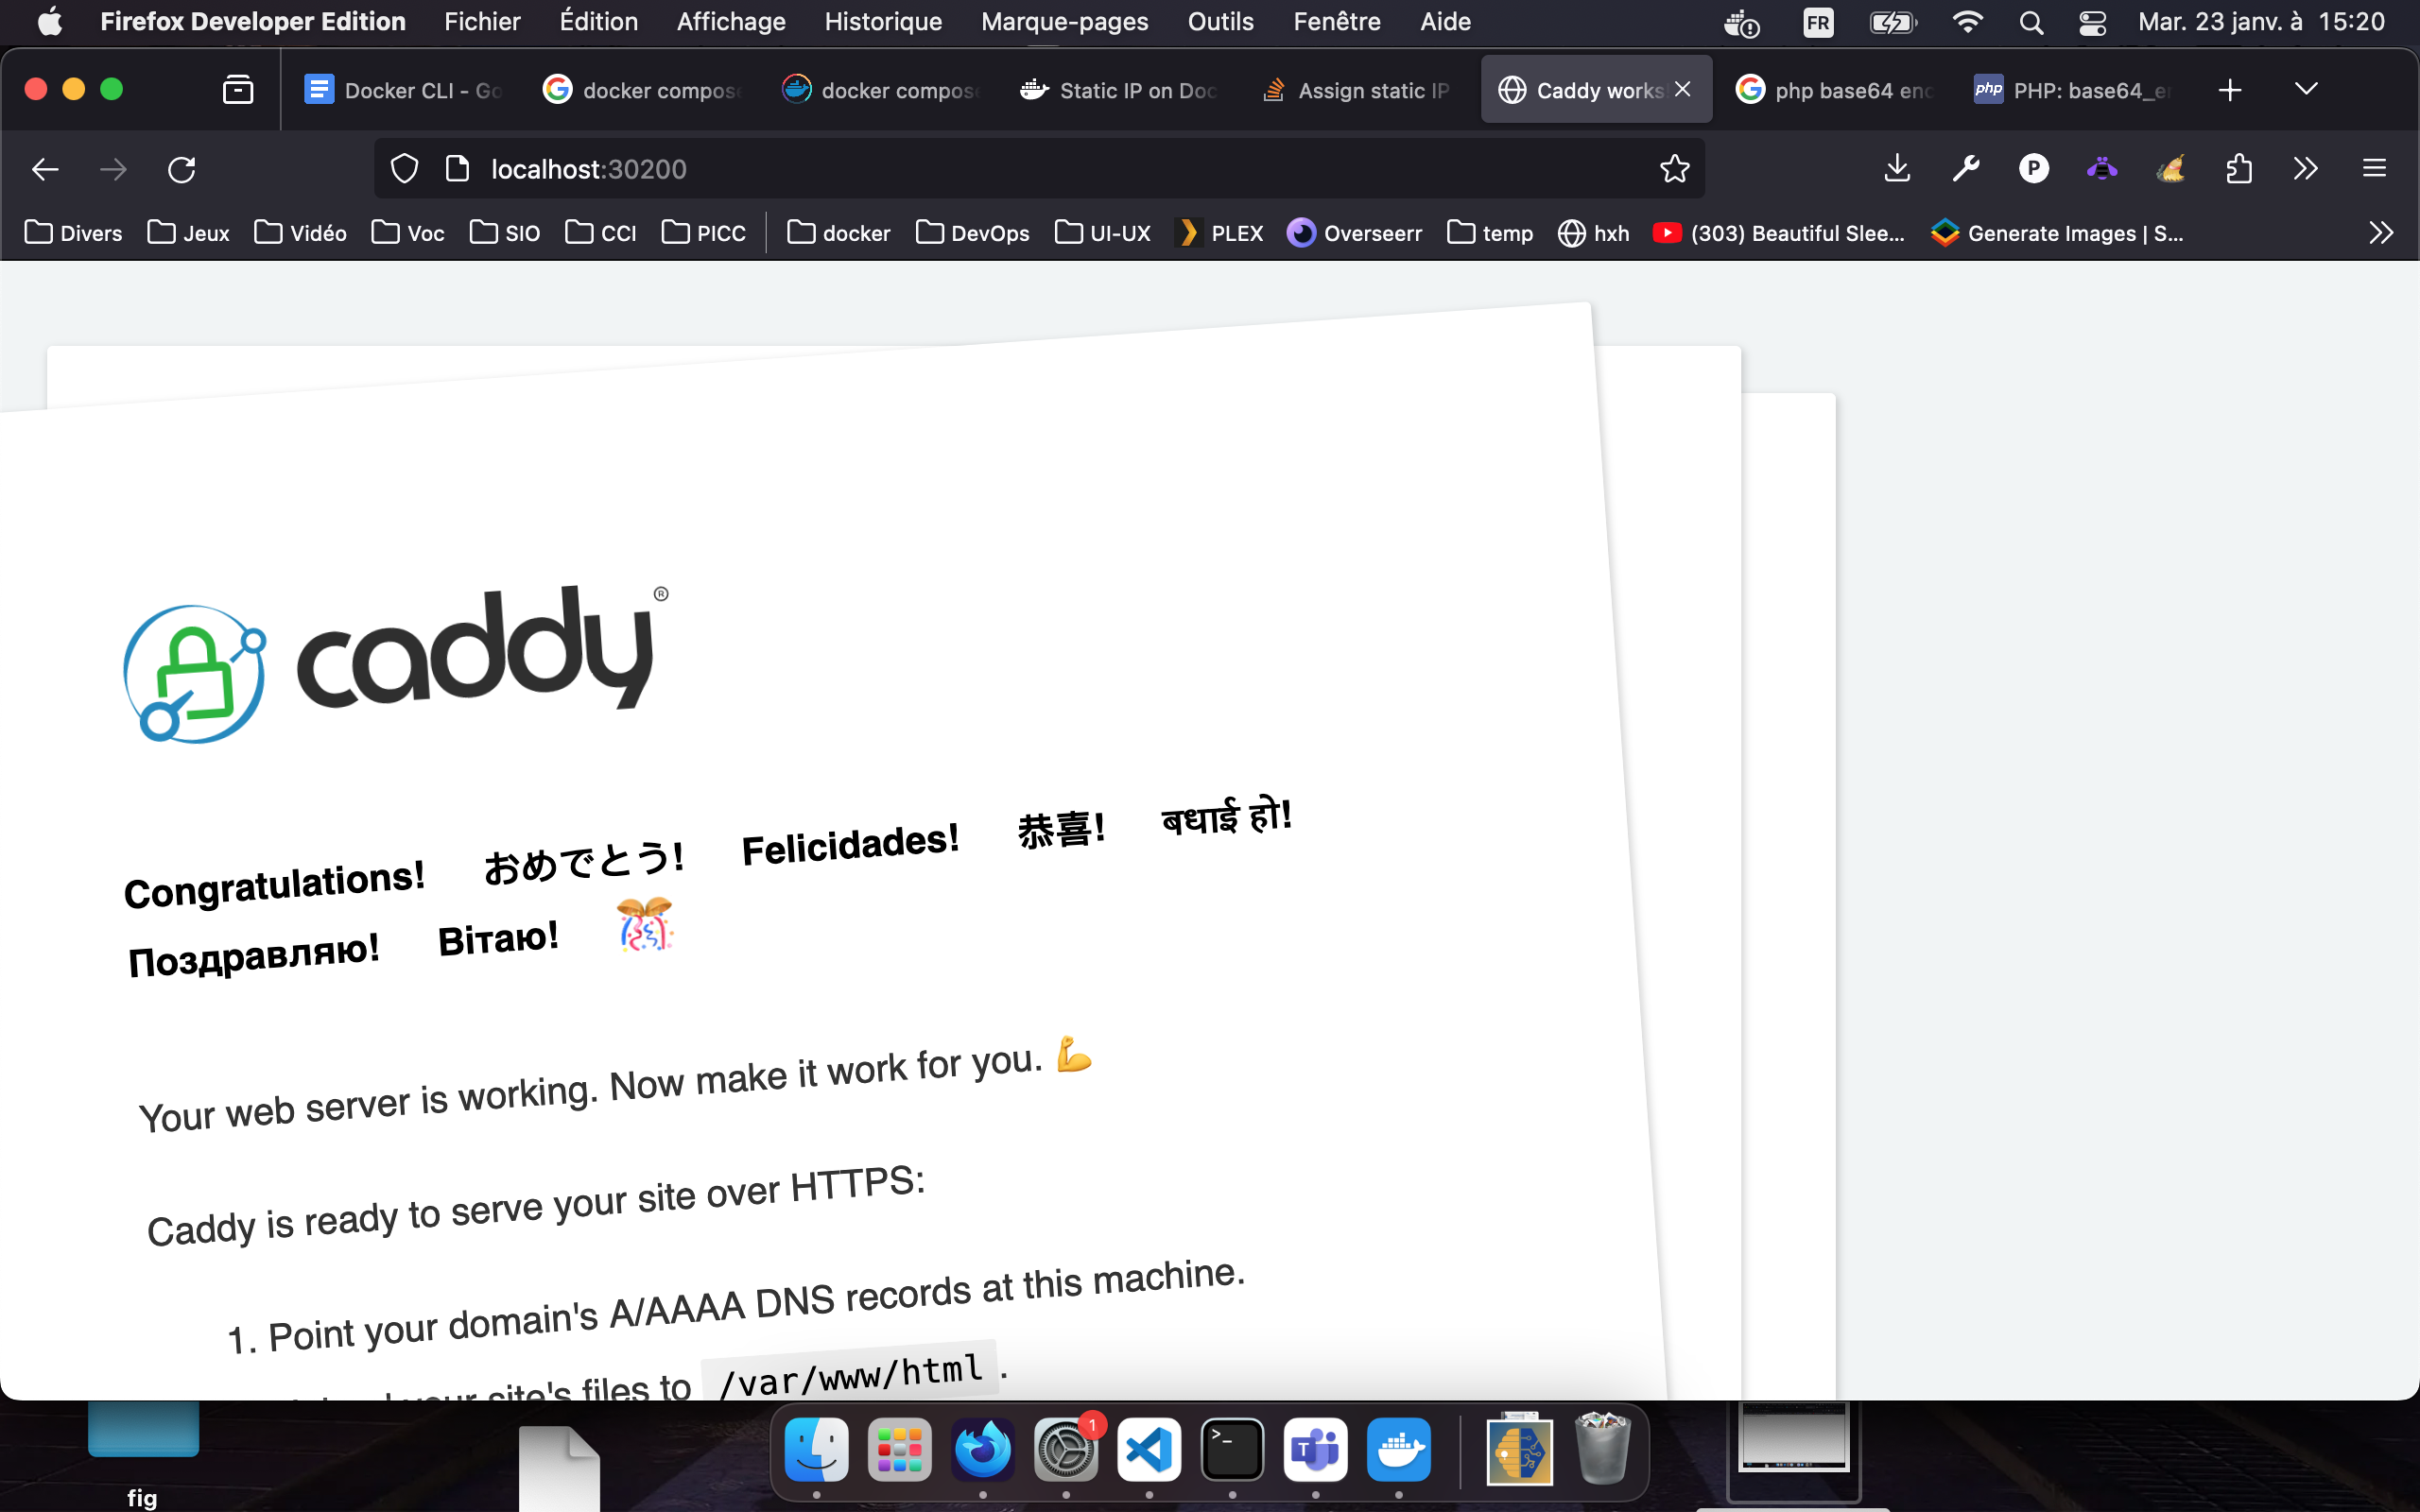 Firefox Developer Edition Fichier Édition Affichage Historique Marque-pages Outils Fenêtre Aide FR Mar. 23 janv. à 15:20
Docker CLI - Go docker compose docker compose Static IP on Doc Assign static IP Caddy works php base64 enc php PHP: base64_en
localhost:30200 P
Divers Jeux Vidéo Voc SIO CCI PICC docker DevOps UI-UX PLEX Overseerr temp hxh (303) Beautiful Slee... Generate Images | S...
caddy®
Congratulations! おめでとう! Felicidades! 恭喜! बधाई हो!
Поздравляю! Вітаю!
Your web server is working. Now make it work for you.
Caddy is ready to serve your site over HTTPS:
1. Point your domain's A/AAAA DNS records at this machine.
your site's files to /var/www/html .
1
T
fig